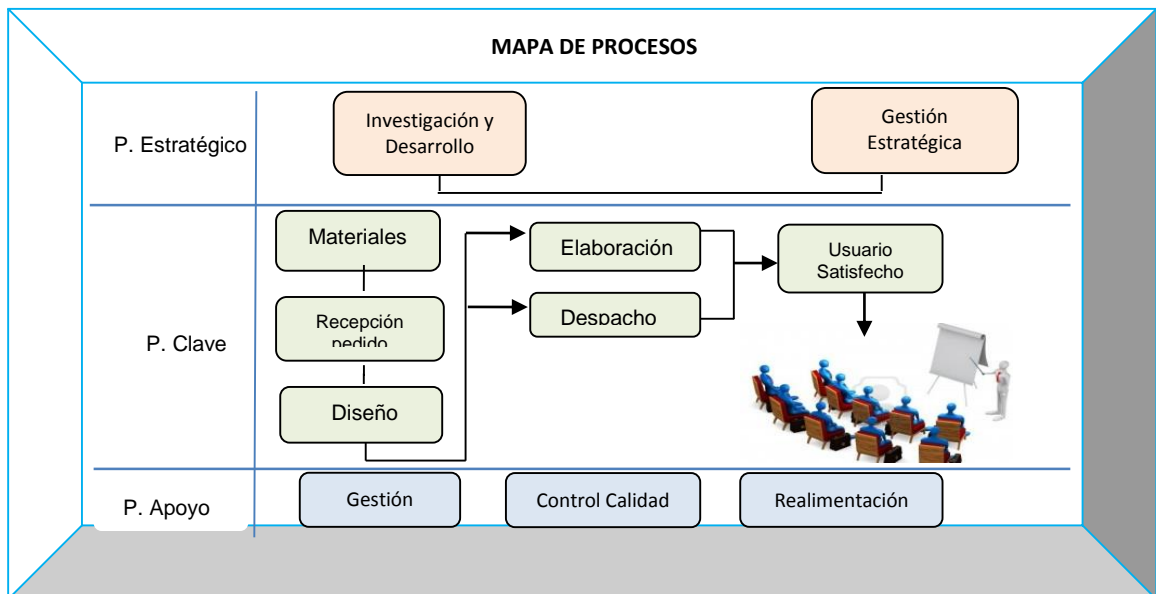 MAPA DE PROCESOS
P. Estratégico
Investigación y
Desarrollo
Gestión
Estratégica
P. Clave
Materiales
Recepción
pedido
Diseño
Elaboración
Despacho
Usuario
Satisfecho
P. Apoyo
Gestión
Control Calidad
Realimentación